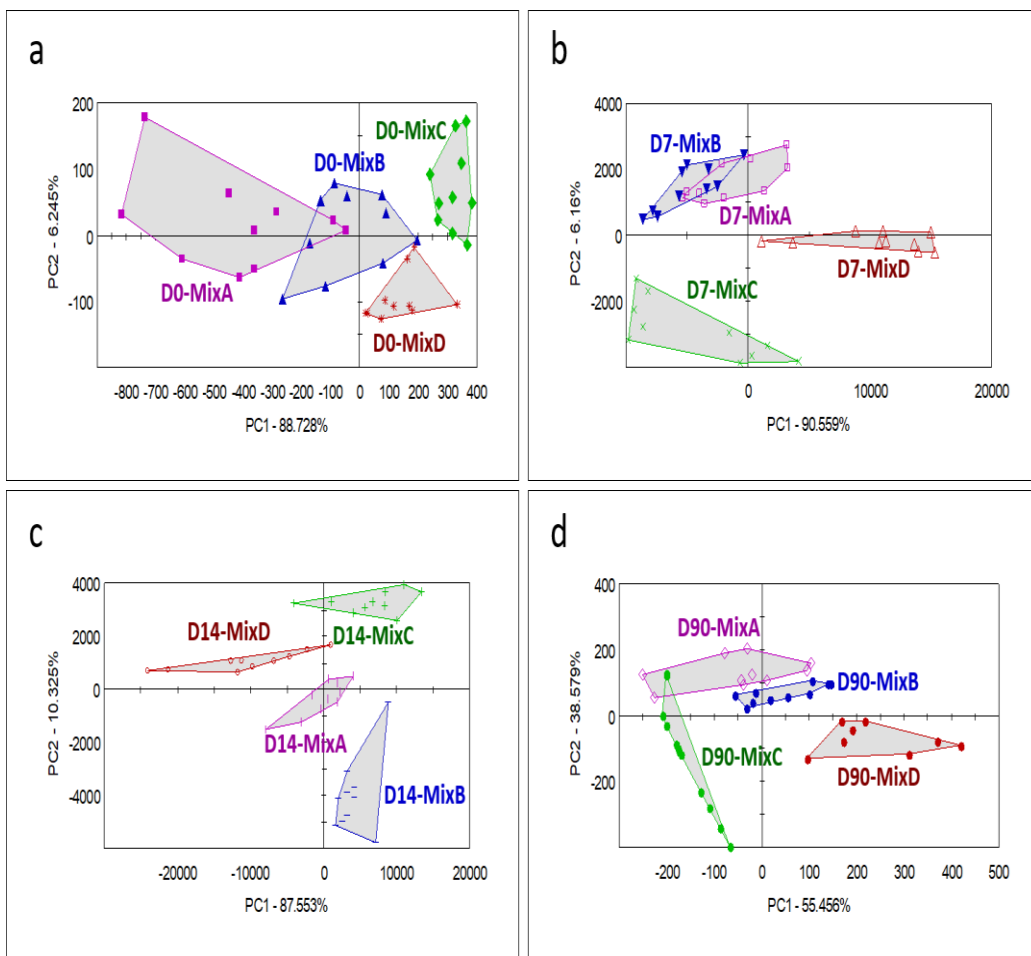 a
200
100
0
-100
PC2 - 6.245%
D0-MixA
D0-MixB
D0-MixC
D0-MixD
-800 -700 -600 -500 -400 -300 -200 -100 0 100 200 300 400
PC1 - 88.728%
b
4000
2000
0
-2000
PC2 - 6.16%
D7-MixB
D7-MixA
D7-MixD
D7-MixC
0 10000 20000
PC1 - 90.559%
c
4000
2000
0
-4000
PC2 - 10.325%
D14-MixD
D14-MixC
D14-MixA
D14-MixB
-20000 -10000 0 10000 20000
PC1 - 87.553%
d
400
200
0
-200
PC2 - 38.579%
D90-MixA
D90-MixB
D90-MixC
D90-MixD
-200 -100 0 100 200 300 400 500
PC1 - 55.456%